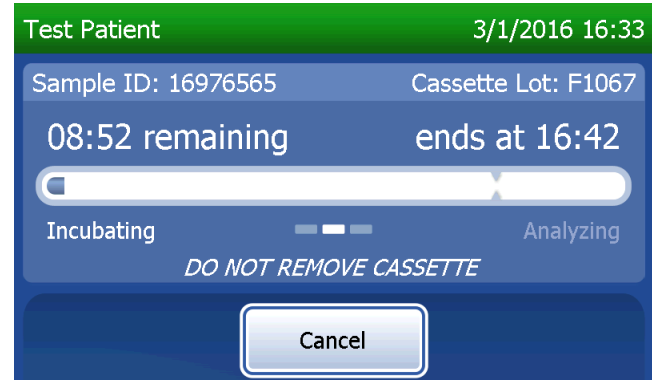 Test Patient 3/1/2016 16:33
Sample ID: 16976565 Cassette Lot: F1067
08:52 remaining ends at 16:42
Incubating Analyzing
DO NOT REMOVE CASSETTE
Cancel